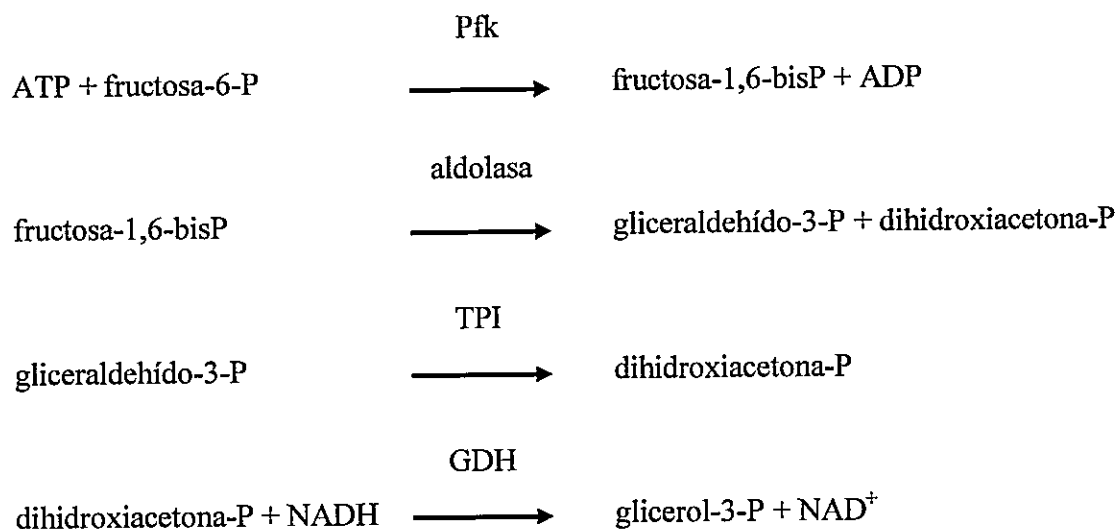 Pfk
ATP + fructosa-6-P fructosa-1,6-bisP + ADP
aldolasa
fructosa-1,6-bisP gliceraldehído-3-P + dihidroxiacetona-P
TPI
gliceraldehído-3-P dihidroxiacetona-P
GDH
dihidroxiacetona-P + NADH glicerol-3-P + NAD⁺